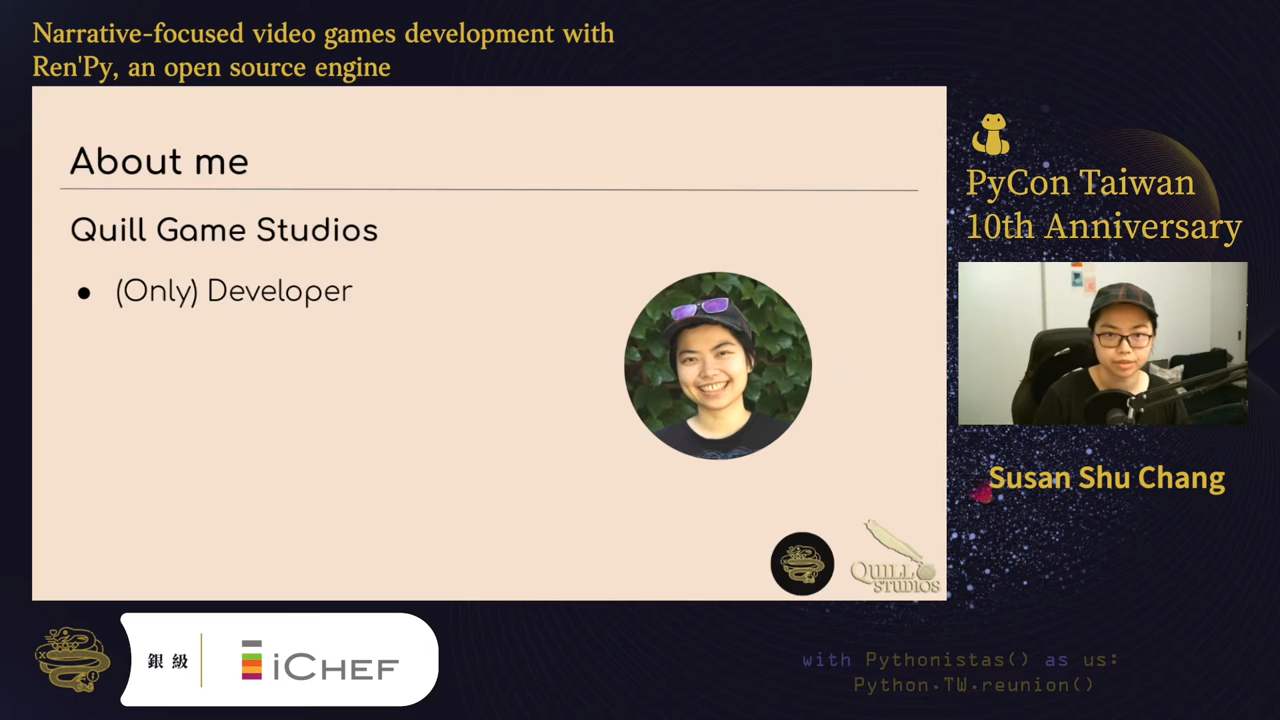 Narrative-focused video games development with
Ren'Py, an open source engine
About me
Quill Game Studios
● (Only) Developer
QUILL
STUDIOS
PyCon Taiwan
10th Anniversary
Susan Shu Chang
銀級
iCHEF
with Pythonistas() as us:
Python.TW.reunion()